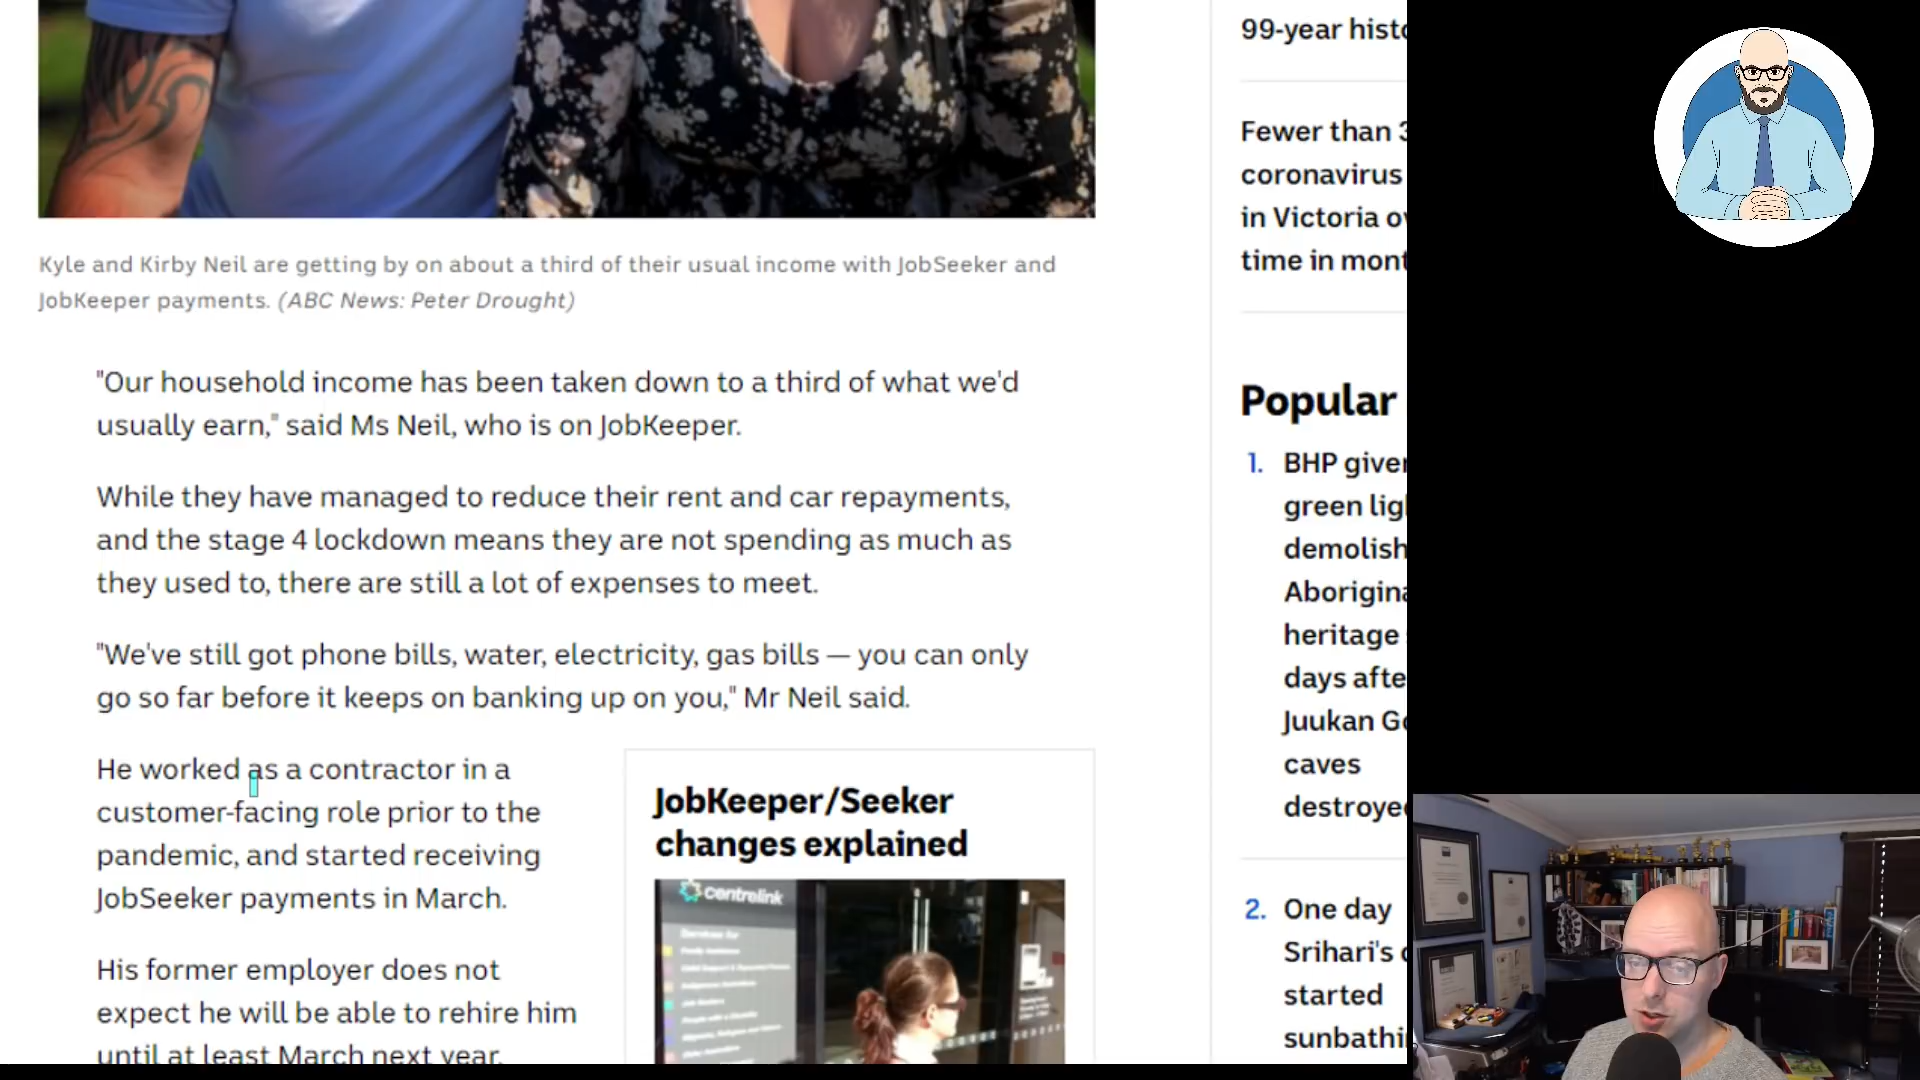 Kyle and Kirby Neil are getting by on about a third of their usual income with JobSeeker and
JobKeeper payments. (ABC News: Peter Drought)
"Our household income has been taken down to a third of what we'd
usually earn," said Ms Neil, who is on JobKeeper.
While they have managed to reduce their rent and car repayments,
and the stage 4 lockdown means they are not spending as much as
they used to, there are still a lot of expenses to meet.
"We've still got phone bills, water, electricity, gas bills — you can only
go so far before it keeps on banking up on you," Mr Neil said.
He worked as a contractor in a
customer-facing role prior to the
pandemic, and started receiving
JobSeeker payments in March.
His former employer does not
expect he will be able to rehire him
until at least March next year.
JobKeeper/Seeker
changes explained
centrelink
99-year
Fewer than
coronavirus
in Victoria
time in
Popular
1. BHP
green
demolish
heritage
days
Juukan
caves
2. One day
Srihari's
started